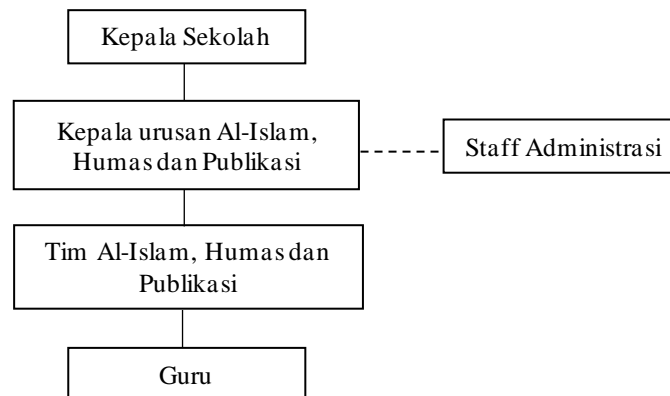 Kepala Sekolah
Kepala urusan Al-Islam,
Humas dan Publikasi
Staff Administrasi
Tim Al-Islam, Humas dan
Publikasi
Guru